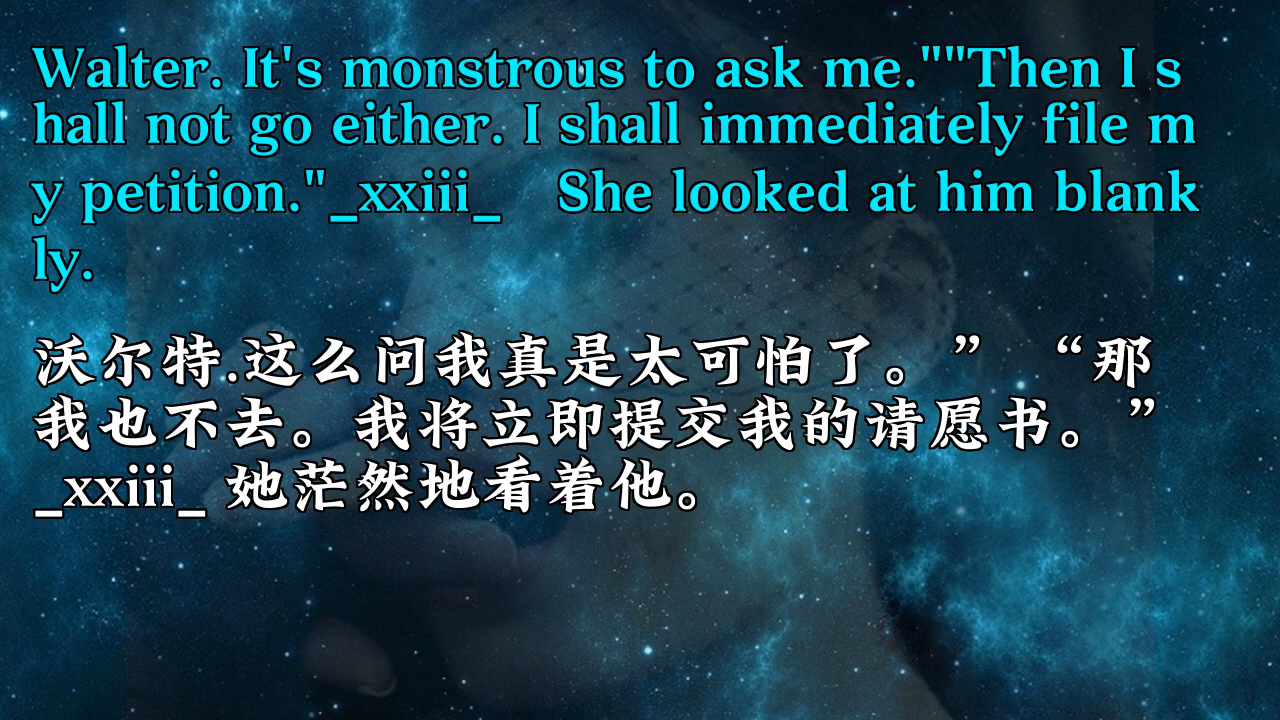 Walter. It's monstrous to ask me.""Then I s
hall not go either. I shall immediately file m
y petition."_xxiii_   She looked at him blank
ly.
沃尔特.这么问我真是太可怕了。” “那
我也不去。我将立即提交我的请愿书。”
_xxiii_ 她茫然地看着他。